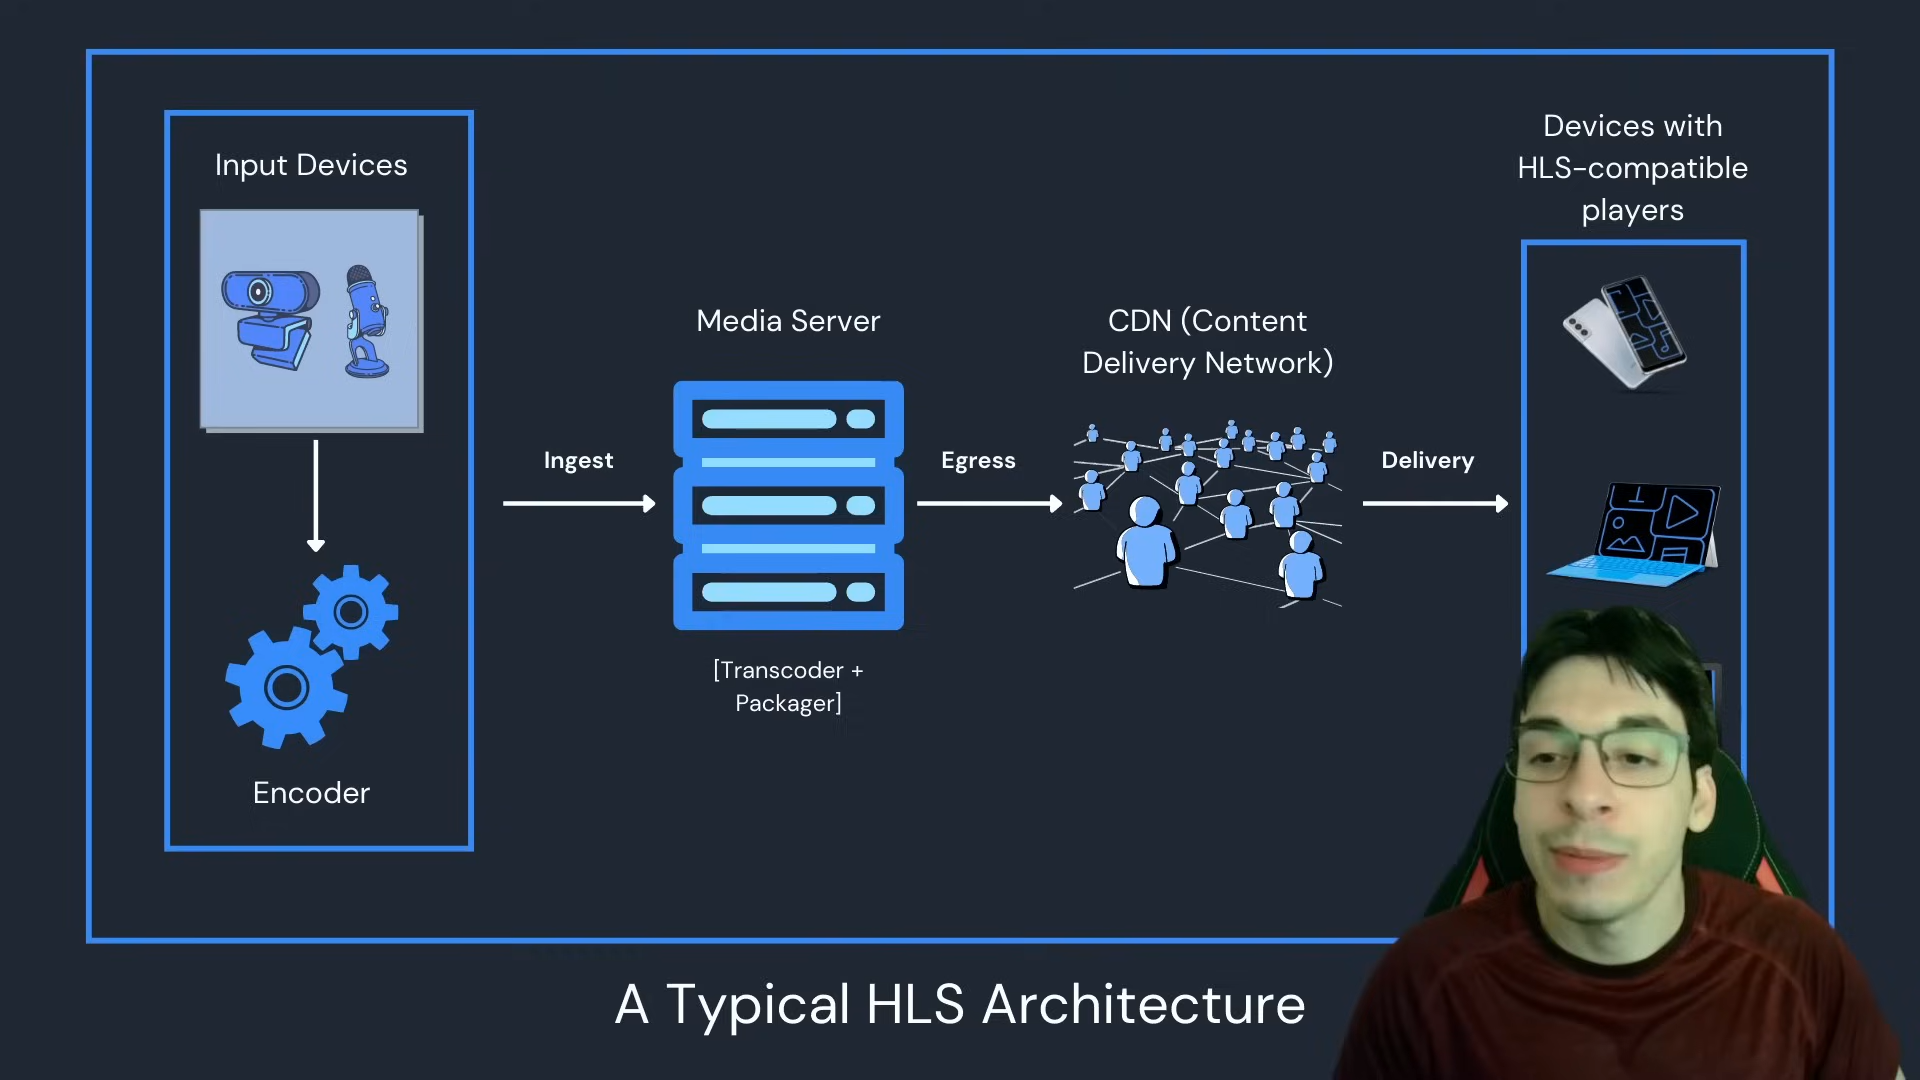 Input Devices
Encoder
Ingest
Media Server
[Transcoder +
Packager]
Egress
CDN (Content
Delivery Network)
Delivery
Devices with
HLS-compatible
players
A Typical HLS Architecture